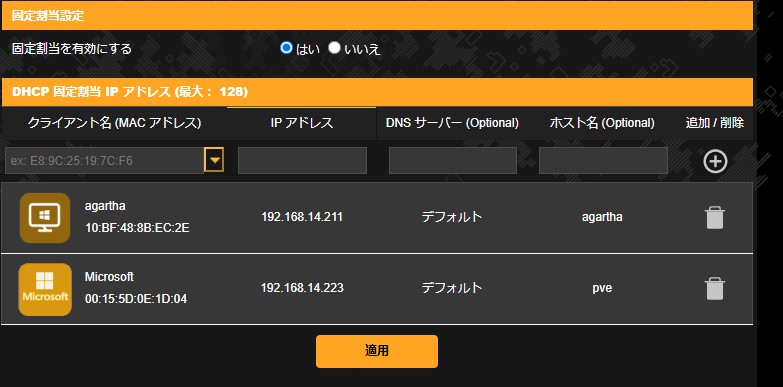 固定割当設定
固定割当を有効にする はい いいえ
DHCP 固定割当 IP アドレス (最大： 128)
クライアント名 (MAC アドレス) IP アドレス DNS サーバー (Optional) ホスト名 (Optional) 追加 / 削除
ex: E8:9C:25:19:7C:F6
agartha
10:BF:48:8B:EC:2E
192.168.14.211 デフォルト agartha
Microsoft
Microsoft
00:15:5D:0E:1D:04
192.168.14.223 デフォルト pve
適用